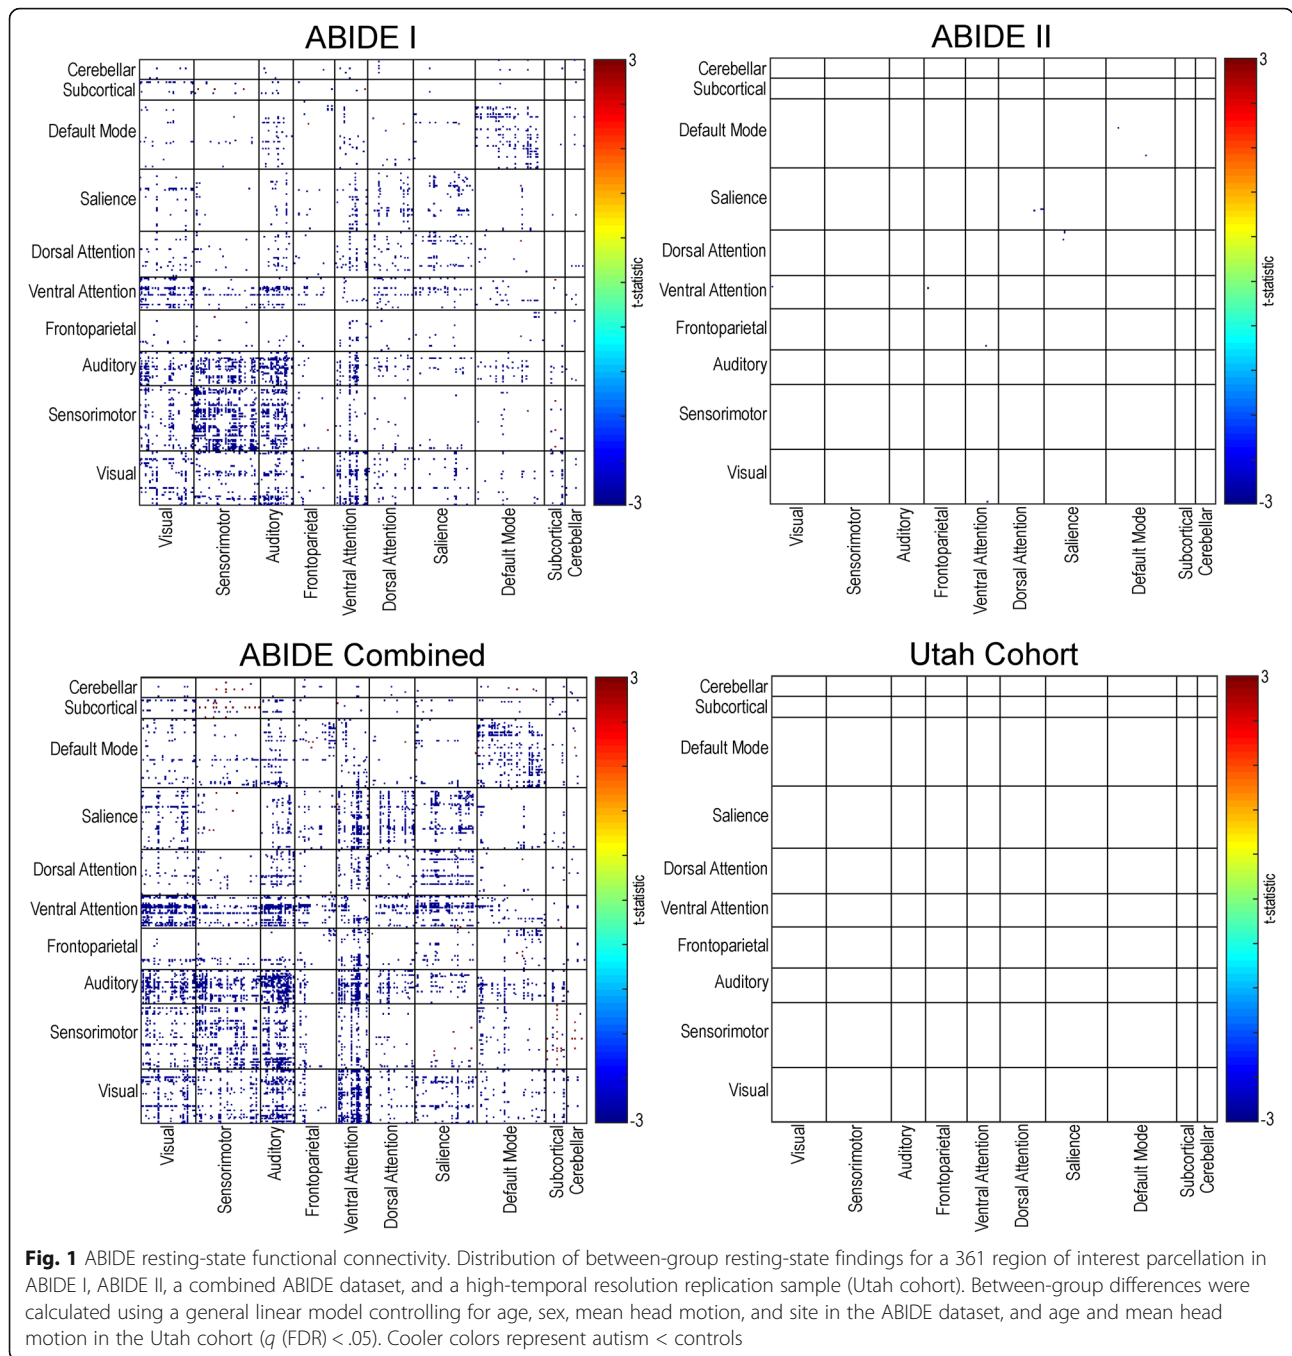 ABIDE I
Cerebellar
Subcortical
Default Mode
Salience
Dorsal Attention
Ventral Attention
Frontoparietal
Auditory
Sensorimotor
Visual
Visual
Sensorimotor
Auditory
Frontoparietal
Ventral Attention
Dorsal Attention
Salience
Default Mode
Subcortical
Cerebellar
3
t-statistic
-3
ABIDE II
Cerebellar
Subcortical
Default Mode
Salience
Dorsal Attention
Ventral Attention
Frontoparietal
Auditory
Sensorimotor
Visual
Visual
Sensorimotor
Auditory
Frontoparietal
Ventral Attention
Dorsal Attention
Salience
Default Mode
Subcortical
Cerebellar
3
t-statistic
-3
ABIDE Combined
Cerebellar
Subcortical
Default Mode
Salience
Dorsal Attention
Ventral Attention
Frontoparietal
Auditory
Sensorimotor
Visual
Visual
Sensorimotor
Auditory
Frontoparietal
Ventral Attention
Dorsal Attention
Salience
Default Mode
Subcortical
Cerebellar
3
t-statistic
-3
Utah Cohort
Cerebellar
Subcortical
Default Mode
Salience
Dorsal Attention
Ventral Attention
Frontoparietal
Auditory
Sensorimotor
Visual
Visual
Sensorimotor
Auditory
Frontoparietal
Ventral Attention
Dorsal Attention
Salience
Default Mode
Subcortical
Cerebellar
3
t-statistic
-3
Fig. 1 ABIDE resting-state functional connectivity. Distribution of between-group resting-state findings for a 361 region of interest parcellation in
ABIDE I, ABIDE II, a combined ABIDE dataset, and a high-temporal resolution replication sample (Utah cohort). Between-group differences were
calculated using a general linear model controlling for age, sex, mean head motion, and site in the ABIDE dataset, and age and mean head
motion in the Utah cohort (q (FDR) < .05). Cooler colors represent autism < controls